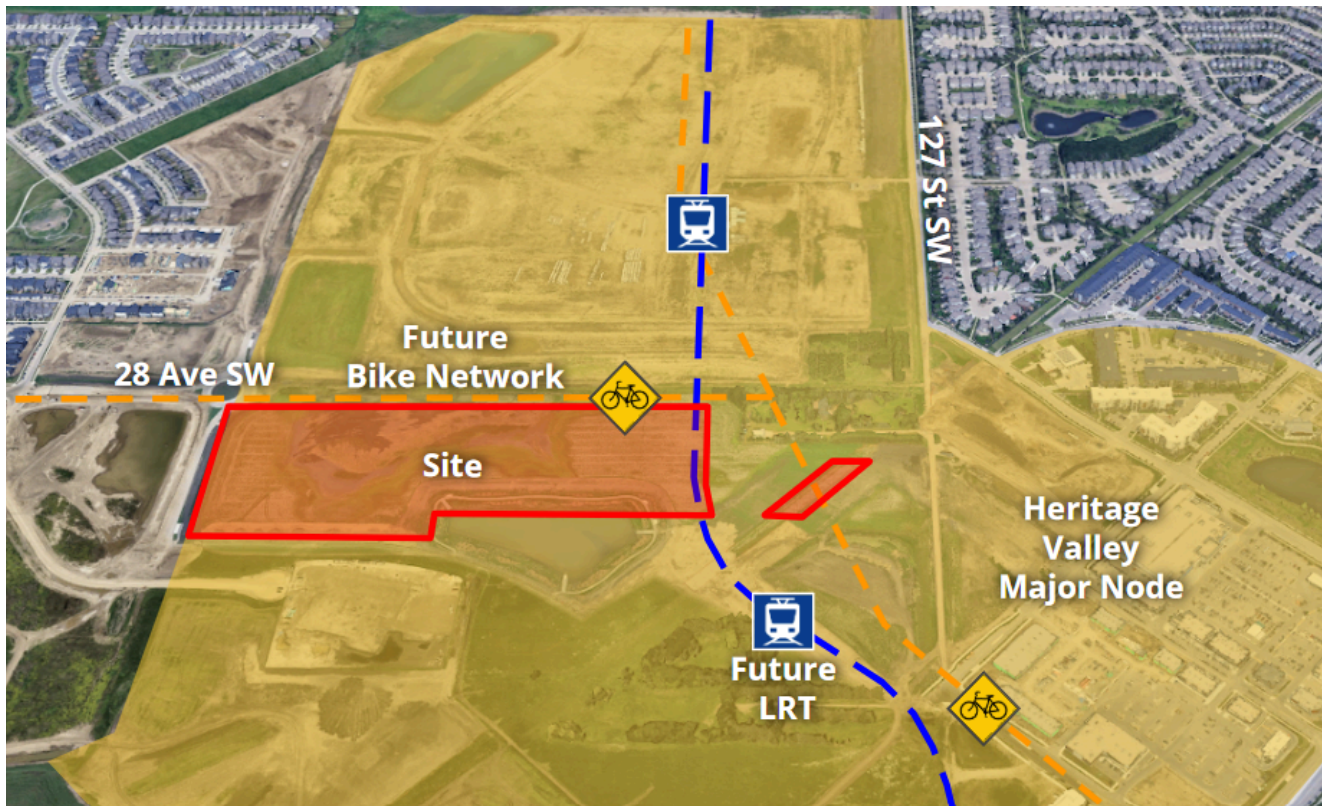 127 St SW
Future
Bike Network
28 Ave SW
Site
Heritage
Valley
Major Node
Future
LRT